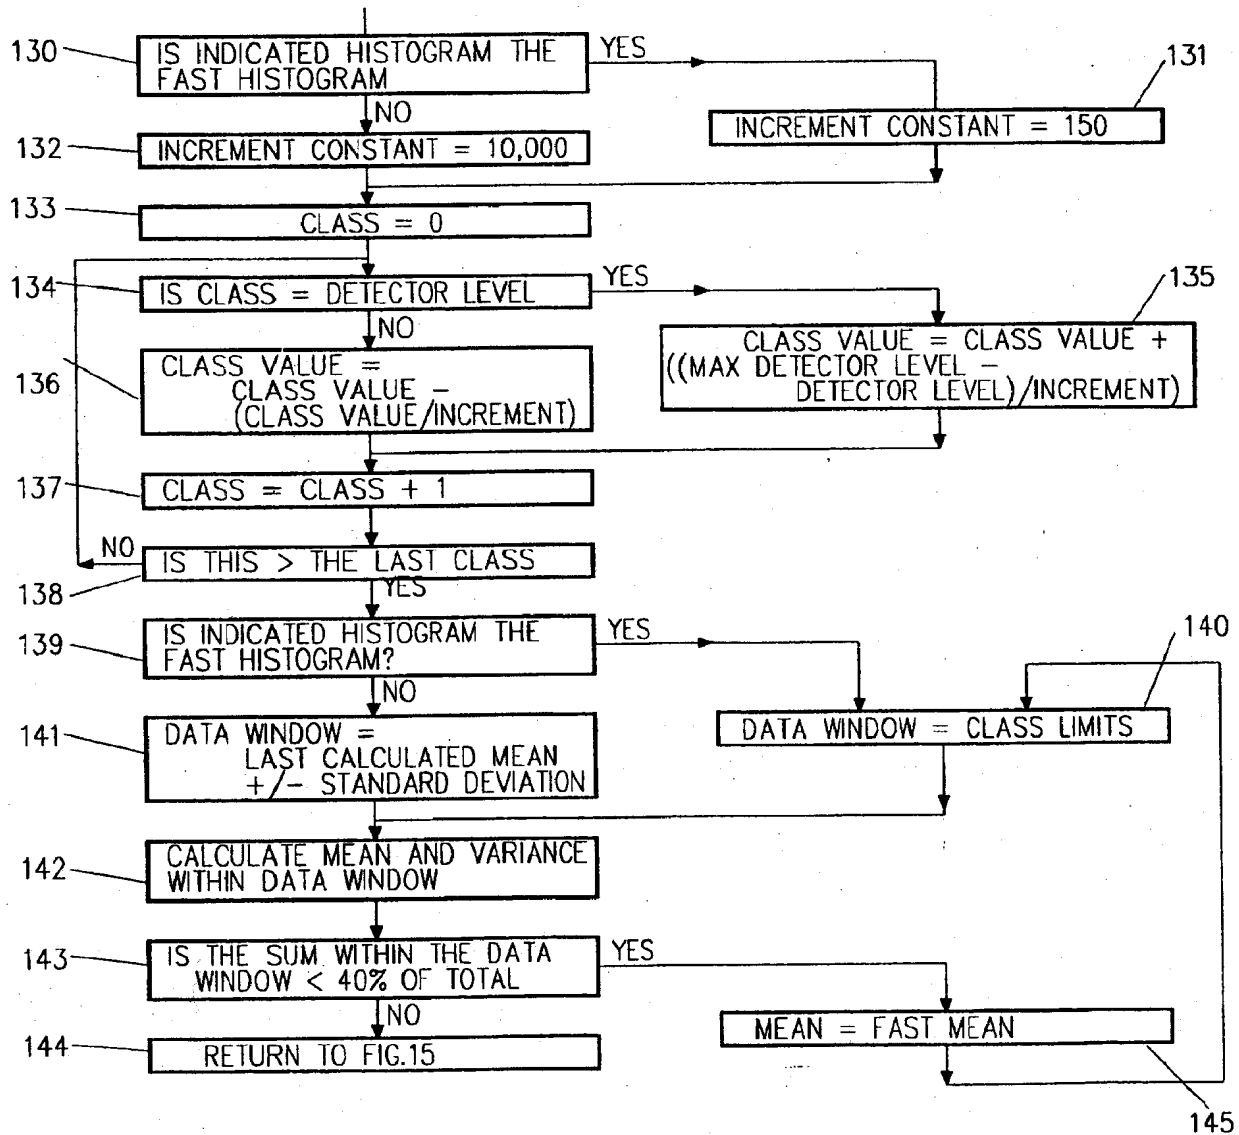 130
IS INDICATED HISTOGRAM THE
FAST HISTOGRAM
YES
131
NO
INCREMENT CONSTANT = 150
132
INCREMENT CONSTANT = 10,000
133
CLASS = 0
134
IS CLASS = DETECTOR LEVEL
YES
135
NO
CLASS VALUE = CLASS VALUE +
((MAX DETECTOR LEVEL –
DETECTOR LEVEL)/INCREMENT)
136
CLASS VALUE =
CLASS VALUE –
(CLASS VALUE/INCREMENT)
137
CLASS = CLASS + 1
NO
138
IS THIS > THE LAST CLASS
YES
139
IS INDICATED HISTOGRAM THE
FAST HISTOGRAM?
YES
140
NO
DATA WINDOW = CLASS LIMITS
141
DATA WINDOW =
LAST CALCULATED MEAN
+/– STANDARD DEVIATION
142
CALCULATE MEAN AND VARIANCE
WITHIN DATA WINDOW
143
IS THE SUM WITHIN THE DATA
WINDOW < 40% OF TOTAL
YES
NO
MEAN = FAST MEAN
144
RETURN TO FIG.15
145